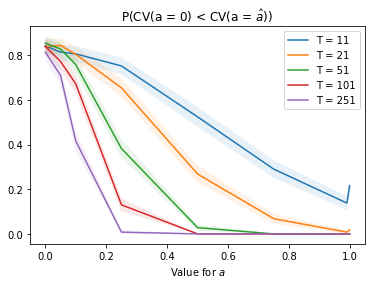 P(CV(a = 0) < CV(a = â))
T = 11
T = 21
T = 51
T = 101
T = 251
0.8
0.6
0.4
0.2
0.0
0.0 0.2 0.4 0.6 0.8 1.0
Value for a